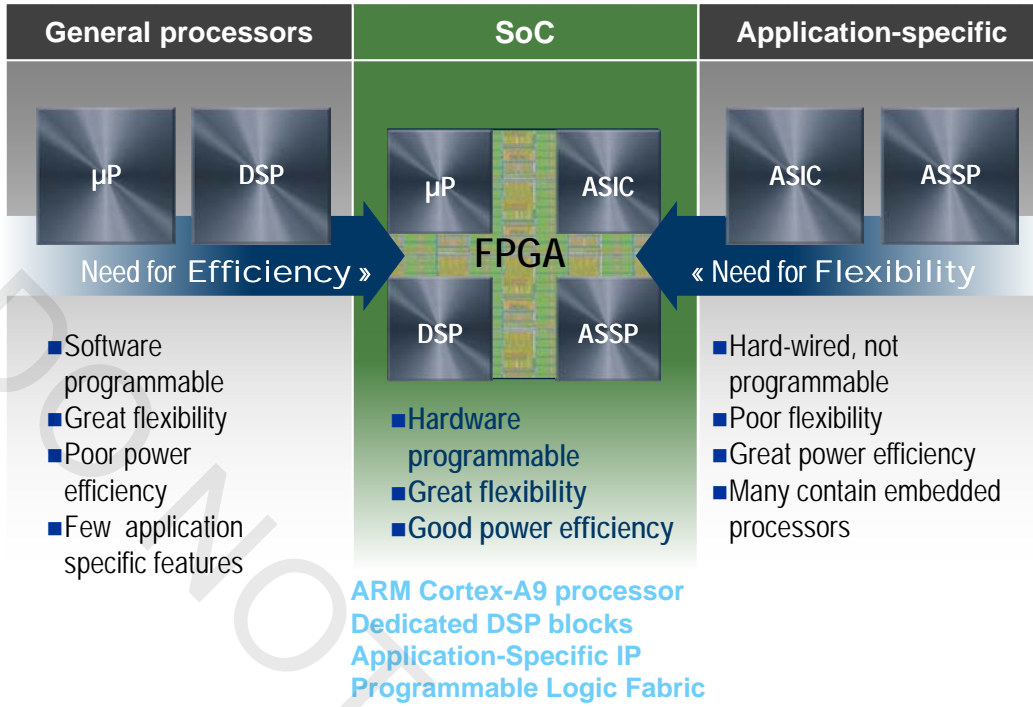 General processors
SoC
Application-specific
µP
DSP
µP
ASIC
ASIC
ASSP
FPGA
Need for Efficiency »
« Need for Flexibility
DSP
ASSP
■Software
programmable
■Great flexibility
■Poor power
efficiency
■Few application
specific features
■Hardware
programmable
■Great flexibility
■Good power efficiency
■Hard-wired, not
programmable
■Poor flexibility
■Great power efficiency
■Many contain embedded
processors
ARM Cortex-A9 processor
Dedicated DSP blocks
Application-Specific IP
Programmable Logic Fabric
DO NOT